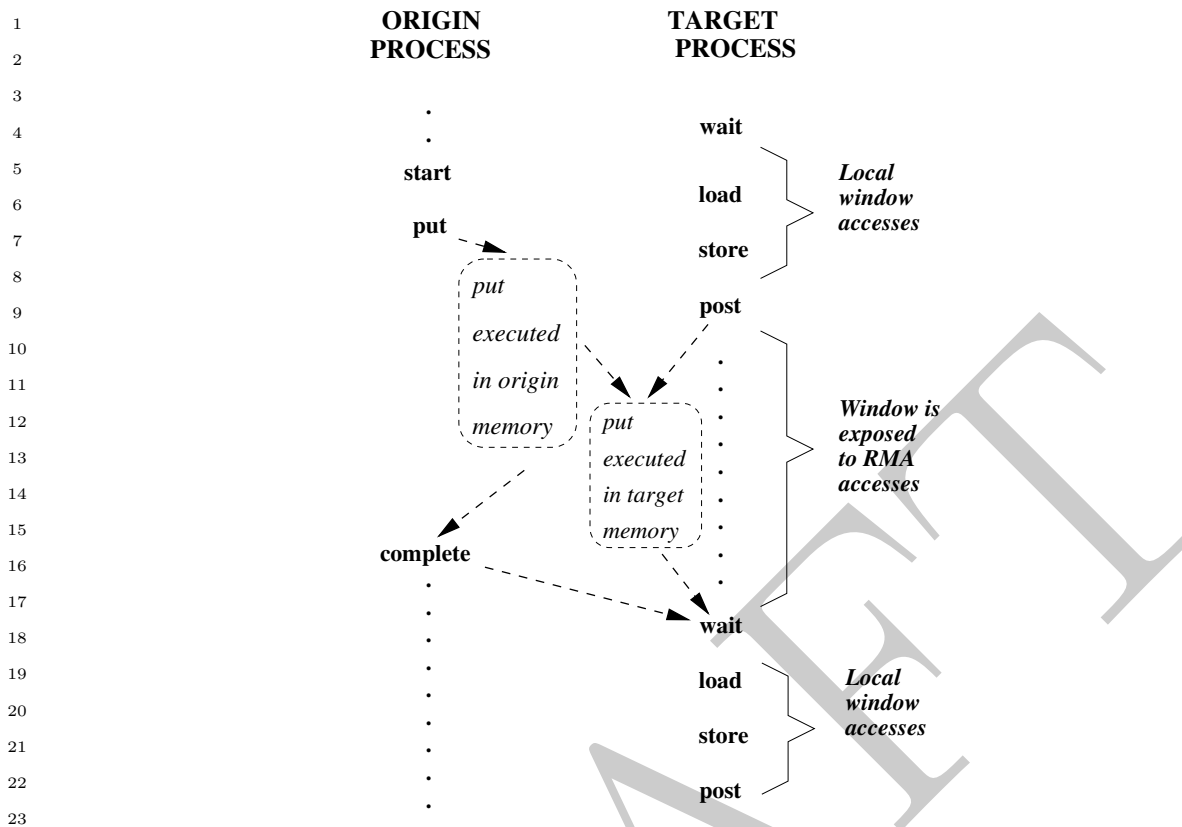 1
2
3
4
5
6
7
8
9
10
11
12
13
14
15
16
17
18
19
20
21
22
23
ORIGIN
PROCESS
start
put
put
executed
in origin
memory
complete
TARGET
PROCESS
wait
load
store
post
put
executed
in target
memory
wait
load
store
post
Local
window
accesses
Window is
exposed
to RMA
accesses
Local
window
accesses
AFT